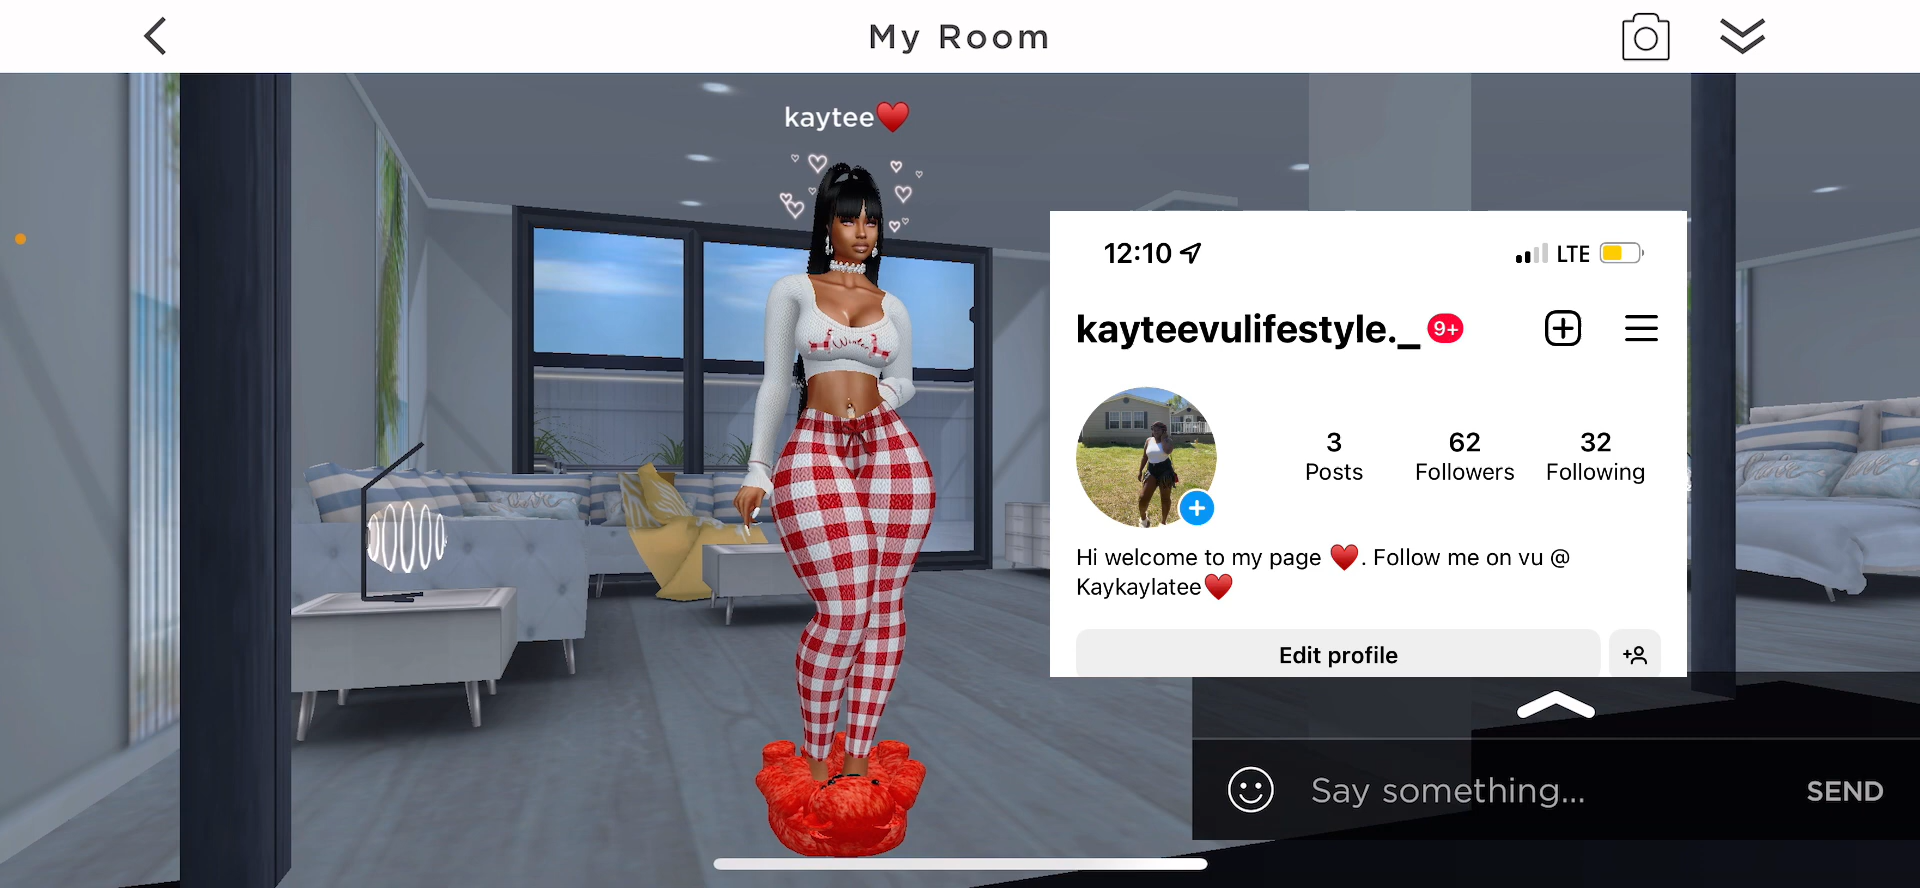 My Room
kaytee♥️
Winter
12:10 LTE
kayteevulifestyle._ 9+
3 62 32
Posts Followers Following
Hi welcome to my page ♥️. Follow me on vu @
Kaykaylatee♥️
Edit profile
Say something... SEND